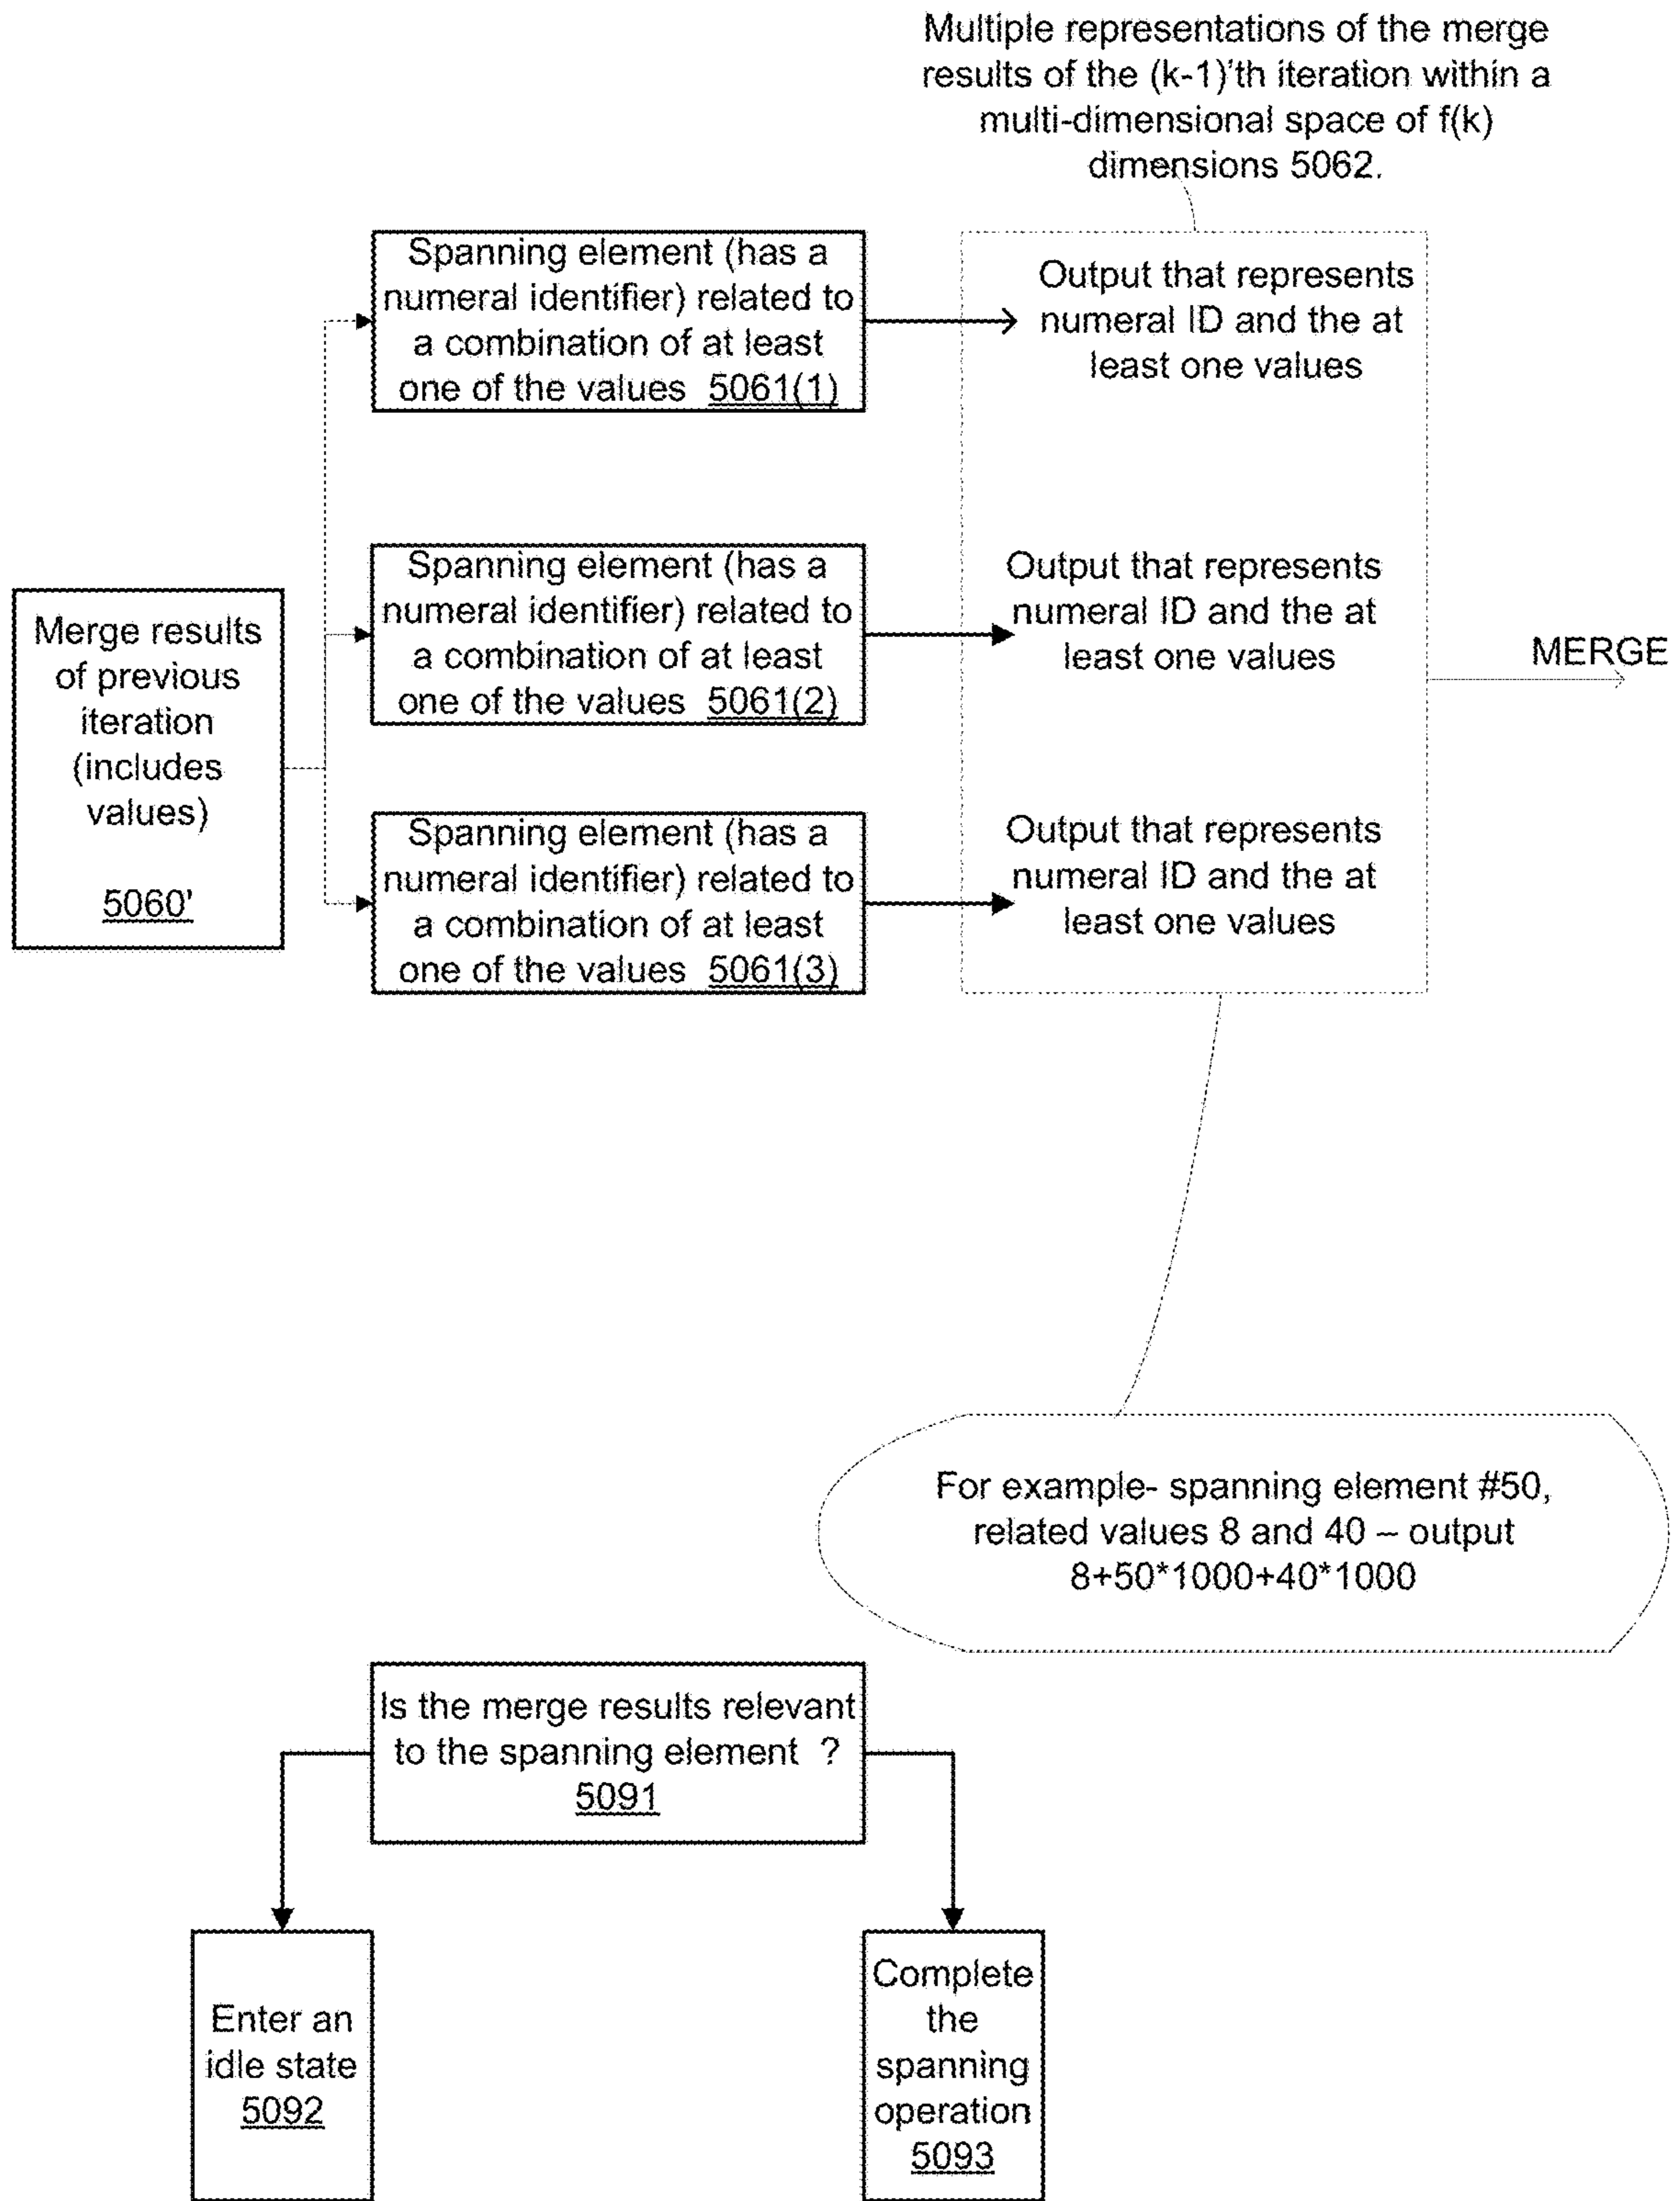 Multiple representations of the merge
results of the (k-1)'th iteration within a
multi-dimensional space of f(k)
dimensions 5062.
Spanning element (has a
numeral identifier) related to
a combination of at least
one of the values 5061(1)
Output that represents
numeral ID and the at
least one values
Merge results
of previous
iteration
(includes
values)
5060'
Spanning element (has a
numeral identifier) related to
a combination of at least
one of the values 5061(2)
Output that represents
numeral ID and the at
least one values
MERGE
Spanning element (has a
numeral identifier) related to
a combination of at least
one of the values 5061(3)
Output that represents
numeral ID and the at
least one values
For example- spanning element #50,
related values 8 and 40 – output
8+50*1000+40*1000
Is the merge results relevant
to the spanning element ?
5091
Enter an
idle state
5092
Complete
the
spanning
operation
5093